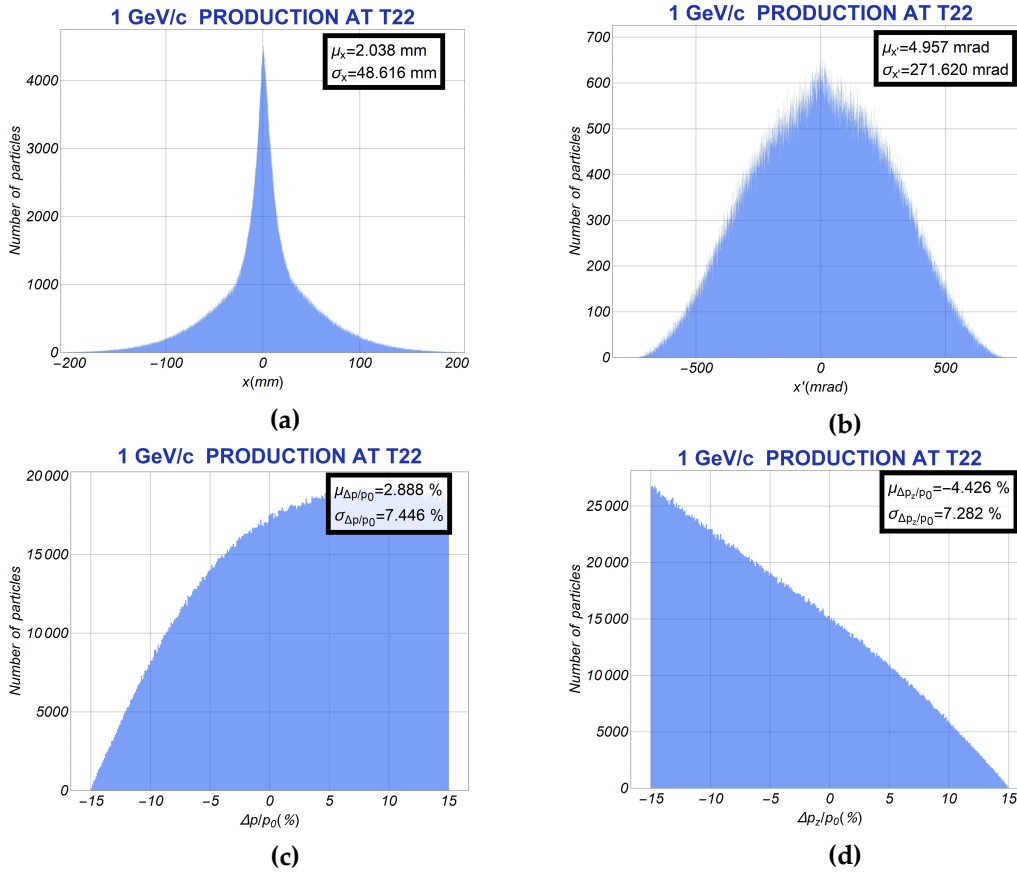 1 GeV/c PRODUCTION AT T22
μx=2.038 mm
σx=48.616 mm
Number of particles
4000
3000
2000
1000
0
−200
−100
0
100
200
x(mm)
(a)
1 GeV/c PRODUCTION AT T22
μx'=4.957 mrad
σx'=271.620 mrad
Number of particles
700
600
500
400
300
200
100
0
−500
0
500
x'(mrad)
(b)
1 GeV/c PRODUCTION AT T22
μΔp/p0=2.888 %
σΔp/p0=7.446 %
Number of particles
20 000
15 000
10 000
5000
0
−15
−10
−5
0
5
10
15
Δp/p0(%)
(c)
1 GeV/c PRODUCTION AT T22
μΔpz/p0=−4.426 %
σΔpz/p0=7.282 %
Number of particles
25 000
20 000
15 000
10 000
5000
0
−15
−10
−5
0
5
10
15
Δpz/p0(%)
(d)